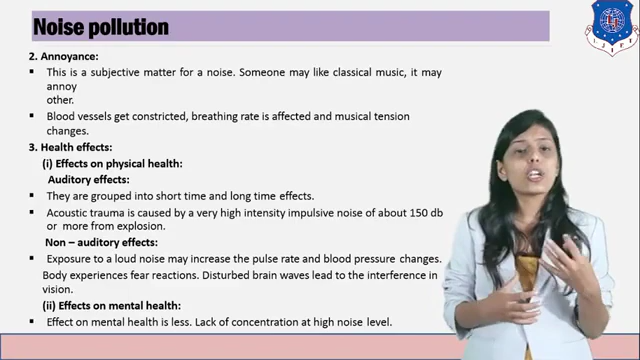 Noise pollution
2. Annoyance:
▪ This is a subjective matter for a noise. Someone may like classical music, it may
annoy
other.
▪ Blood vessels get constricted, breathing rate is affected and musical tension
changes.
3. Health effects:
(i) Effects on physical health:
Auditory effects:
▪ They are grouped into short time and long time effects.
▪ Acoustic trauma is caused by a very high intensity impulsive noise of about 150 db
or more from explosion.
Non – auditory effects:
▪ Exposure to a loud noise may increase the pulse rate and blood pressure changes.
Body experiences fear reactions. Disturbed brain waves lead to the interference in
vision.
(ii) Effects on mental health:
▪ Effect on mental health is less. Lack of concentration at high noise level.